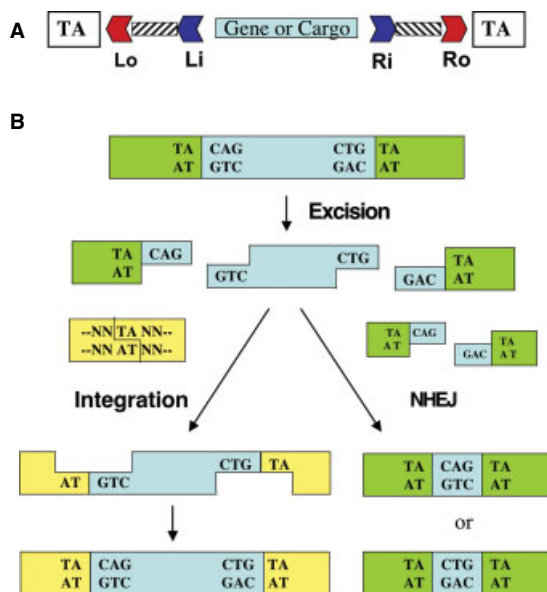 A
TA Gene or Cargo TA
Lo Li Ri Ro
B
TA CAG CTG TA
AT GTC GAC AT
Excision
TA CAG
AT
CTG
GTC
TA
GAC AT
--NN TA NN--
--NN AT NN--
TA CAG
AT
TA
GAC AT
Integration
NHEJ
CTG TA
AT GTC
TA CAG TA
AT GTC AT
or
TA CAG CTG TA
AT GTC GAC AT
TA CTG TA
AT GAC AT